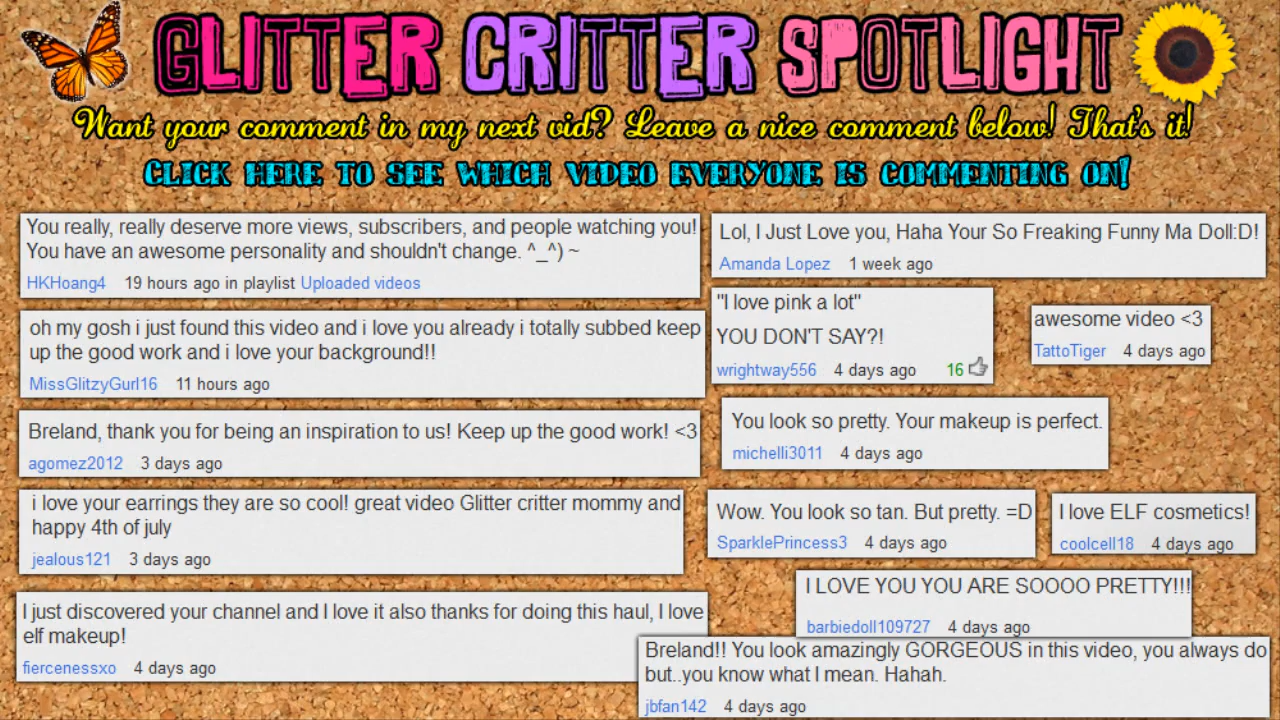 GLITTER CRITTER SPOTLIGHT
Want your comment in my next vid? Leave a nice comment below! That's it!
CLICK HERE TO SEE WHICH VIDEO EVERYONE IS COMMENTING ON!
You really, really deserve more views, subscribers, and people watching you!
You have an awesome personality and shouldn't change. ^_^) ~
HKHoang4 19 hours ago in playlist Uploaded videos
oh my gosh i just found this video and i love you already i totally subbed keep
up the good work and i love your background!!
MissGlitzyGurl16 11 hours ago
Breland, thank you for being an inspiration to us! Keep up the good work! <3
agomez2012 3 days ago
i love your earrings they are so cool! great video Glitter critter mommy and
happy 4th of july
jealous121 3 days ago
I just discovered your channel and I love it also thanks for doing this haul, I love
elf makeup!
fiercenessxo 4 days ago
Lol, I Just Love you, Haha Your So Freaking Funny Ma Doll:D!
Amanda Lopez 1 week ago
"I love pink a lot"
YOU DON'T SAY?!
wrightway556 4 days ago 16
awesome video <3
TattoTiger 4 days ago
You look so pretty. Your makeup is perfect.
michelli3011 4 days ago
Wow. You look so tan. But pretty. =D
SparklePrincess3 4 days ago
I love ELF cosmetics!
coolcell18 4 days ago
I LOVE YOU YOU ARE SOOOO PRETTY!!!
barbiedoll109727 4 days ago
Breland!! You look amazingly GORGEOUS in this video, you always do
but..you know what I mean. Hahah.
jbfan142 4 days ago